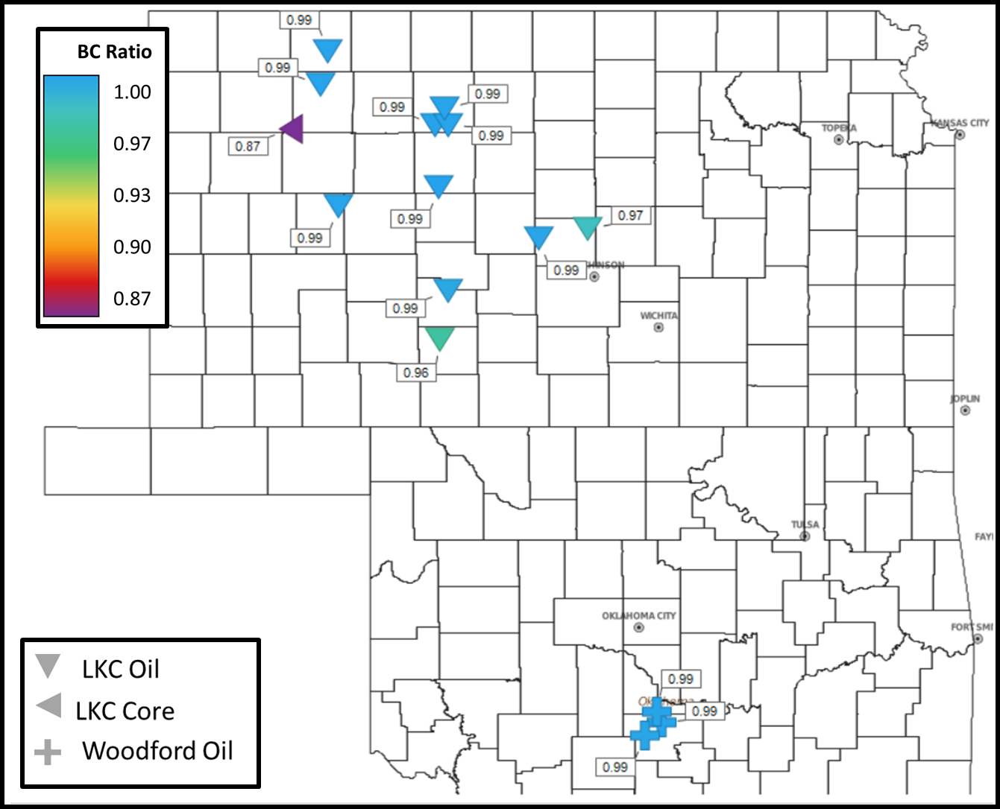 0.99
BC Ratio
1.00
0.97
0.93
0.90
0.87
0.99
0.99
0.99
0.99
0.87
KANSAS CITY
TOPEKA
0.99
0.99
0.97
0.99
HINSON
0.99
WICHITA
0.96
JOPLIN
TULSA
FAY
OKLAHOMA CITY
FORT SMI
LKC Oil
LKC Core
Woodford Oil
0.99
Oklahoma
0.99
0.99